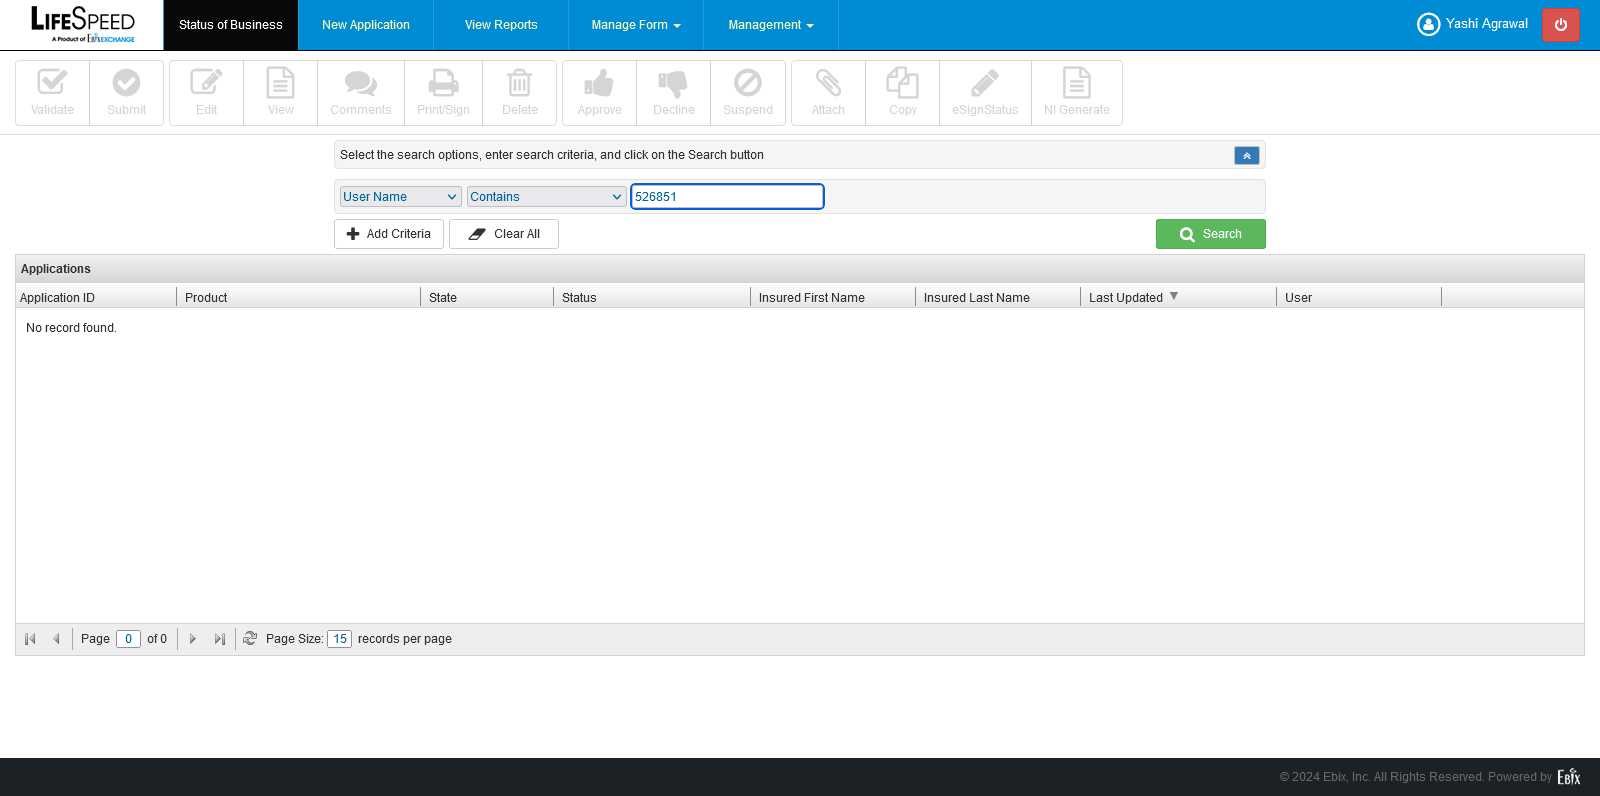 LIFESPEED
A Product of EbixEXCHANGE
Status of Business
New Application
View Reports
Manage Form
Management
Yashi Agrawal
Validate
Submit
Edit
View
Comments
Print/Sign
Delete
Approve
Decline
Suspend
Attach
Copy
eSignStatus
NI Generate
Select the search options, enter search criteria, and click on the Search button
User Name
Contains
526851
Add Criteria
Clear All
Search
Applications
Application ID
Product
State
Status
Insured First Name
Insured Last Name
Last Updated
User
No record found.
Page 0 of 0
Page Size: 15 records per page
© 2024 Ebix, Inc. All Rights Reserved. Powered by Ebix